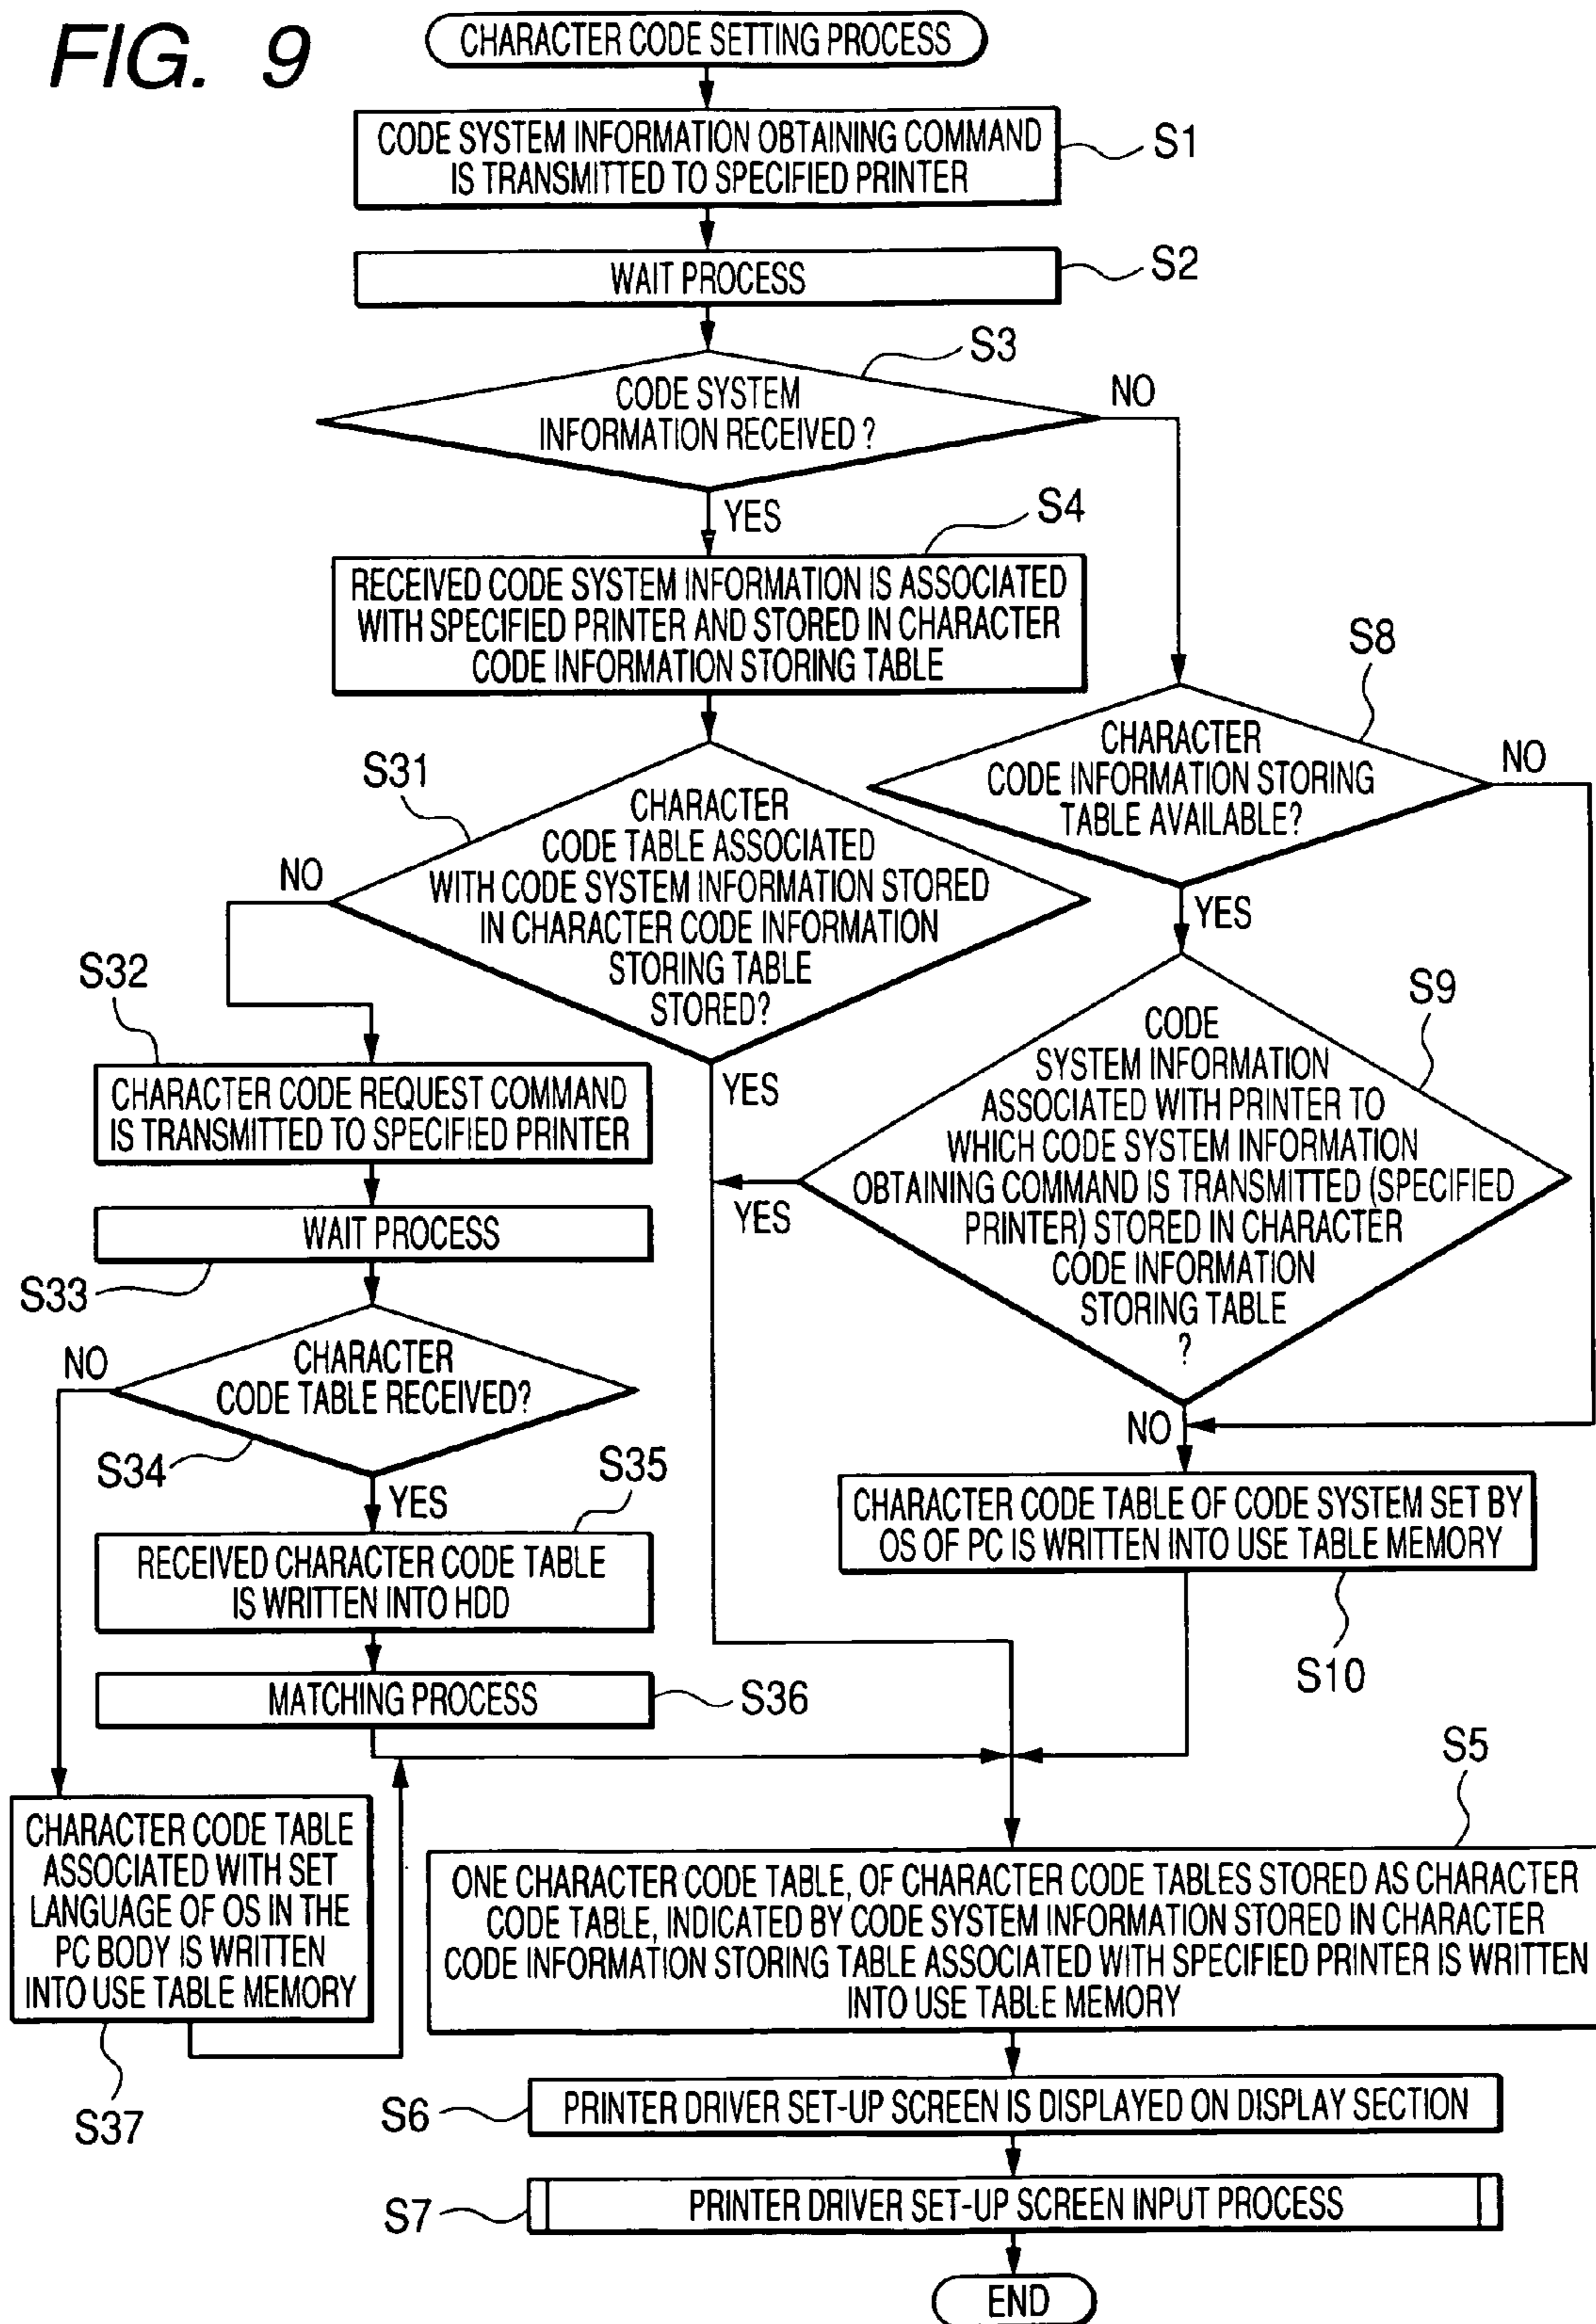 FIG. 9
CHARACTER CODE SETTING PROCESS
CODE SYSTEM INFORMATION OBTAINING COMMAND
IS TRANSMITTED TO SPECIFIED PRINTER
S1
WAIT PROCESS
S2
S3
CODE SYSTEM
INFORMATION RECEIVED ?
NO
YES
S4
RECEIVED CODE SYSTEM INFORMATION IS ASSOCIATED
WITH SPECIFIED PRINTER AND STORED IN CHARACTER
CODE INFORMATION STORING TABLE
S8
CHARACTER
CODE INFORMATION STORING
TABLE AVAILABLE?
NO
YES
S31
CHARACTER
CODE TABLE ASSOCIATED
WITH CODE SYSTEM INFORMATION STORED
IN CHARACTER CODE INFORMATION
STORING TABLE
STORED?
NO
YES
S9
CODE
SYSTEM INFORMATION
ASSOCIATED WITH PRINTER TO
WHICH CODE SYSTEM INFORMATION
OBTAINING COMMAND IS TRANSMITTED (SPECIFIED
PRINTER) STORED IN CHARACTER
CODE INFORMATION
STORING TABLE
?
YES
NO
S32
CHARACTER CODE REQUEST COMMAND
IS TRANSMITTED TO SPECIFIED PRINTER
WAIT PROCESS
S33
NO
CHARACTER
CODE TABLE RECEIVED?
S34
YES
S35
RECEIVED CHARACTER CODE TABLE
IS WRITTEN INTO HDD
MATCHING PROCESS
S36
CHARACTER CODE TABLE OF CODE SYSTEM SET BY
OS OF PC IS WRITTEN INTO USE TABLE MEMORY
S10
CHARACTER CODE TABLE
ASSOCIATED WITH SET
LANGUAGE OF OS IN THE
PC BODY IS WRITTEN
INTO USE TABLE MEMORY
S37
S5
ONE CHARACTER CODE TABLE, OF CHARACTER CODE TABLES STORED AS CHARACTER
CODE TABLE, INDICATED BY CODE SYSTEM INFORMATION STORED IN CHARACTER
CODE INFORMATION STORING TABLE ASSOCIATED WITH SPECIFIED PRINTER IS WRITTEN
INTO USE TABLE MEMORY
S6
PRINTER DRIVER SET-UP SCREEN IS DISPLAYED ON DISPLAY SECTION
S7
PRINTER DRIVER SET-UP SCREEN INPUT PROCESS
END